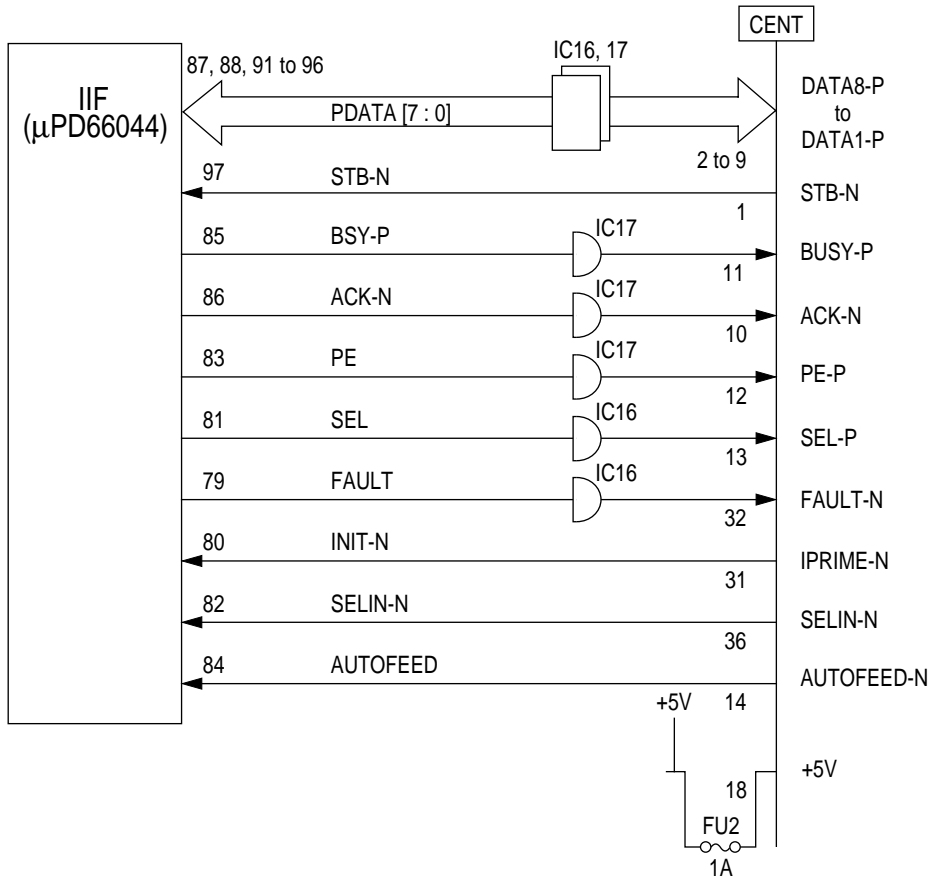 CENT
IIF
(μPD66044)
87, 88, 91 to 96
IC16, 17
PDATA [7 : 0]
DATA8-P
to
DATA1-P
2 to 9
97
STB-N
1
STB-N
85
BSY-P
IC17
11
BUSY-P
86
ACK-N
IC17
10
ACK-N
83
PE
IC17
12
PE-P
81
SEL
IC16
13
SEL-P
79
FAULT
IC16
32
FAULT-N
80
INIT-N
31
IPRIME-N
82
SELIN-N
36
SELIN-N
84
AUTOFEED
14
AUTOFEED-N
+5V
18
+5V
FU2
1A